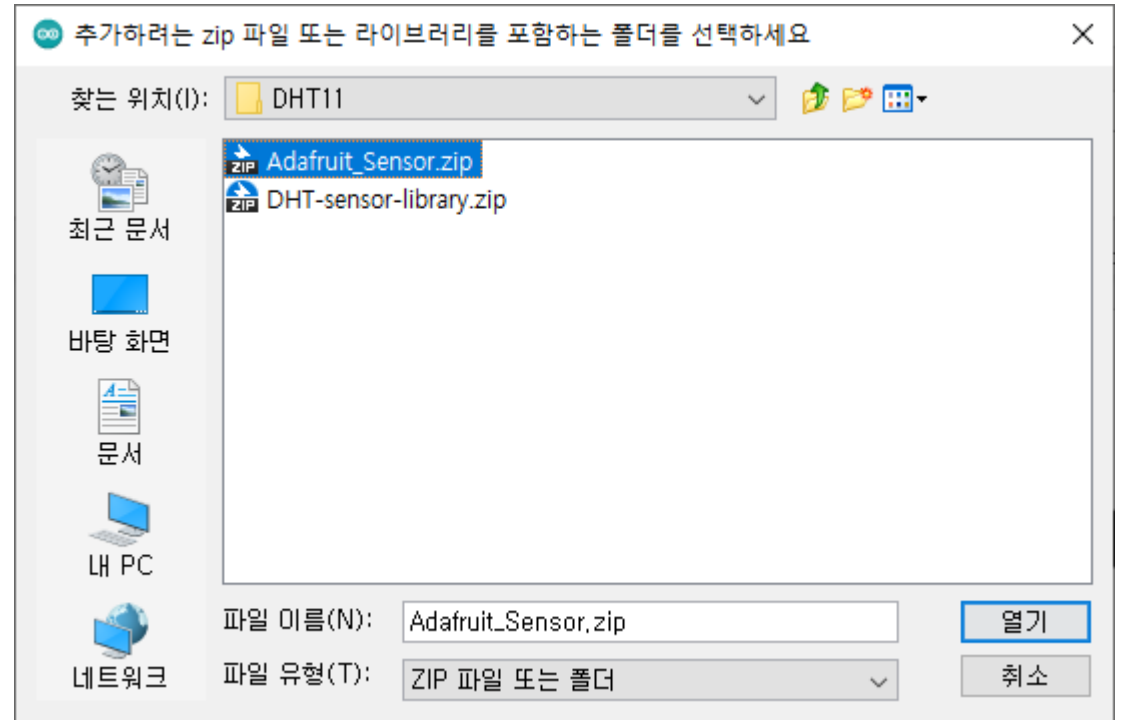 추가하려는 zip 파일 또는 라이브러리를 포함하는 폴더를 선택하세요
찾는 위치(I): DHT11
ZIP Adafruit_Sensor.zip
ZIP DHT-sensor-library.zip
최근 문서
바탕 화면
문서
내 PC
네트워크
파일 이름(N): Adafruit_Sensor.zip 열기
파일 유형(T): ZIP 파일 또는 폴더 취소